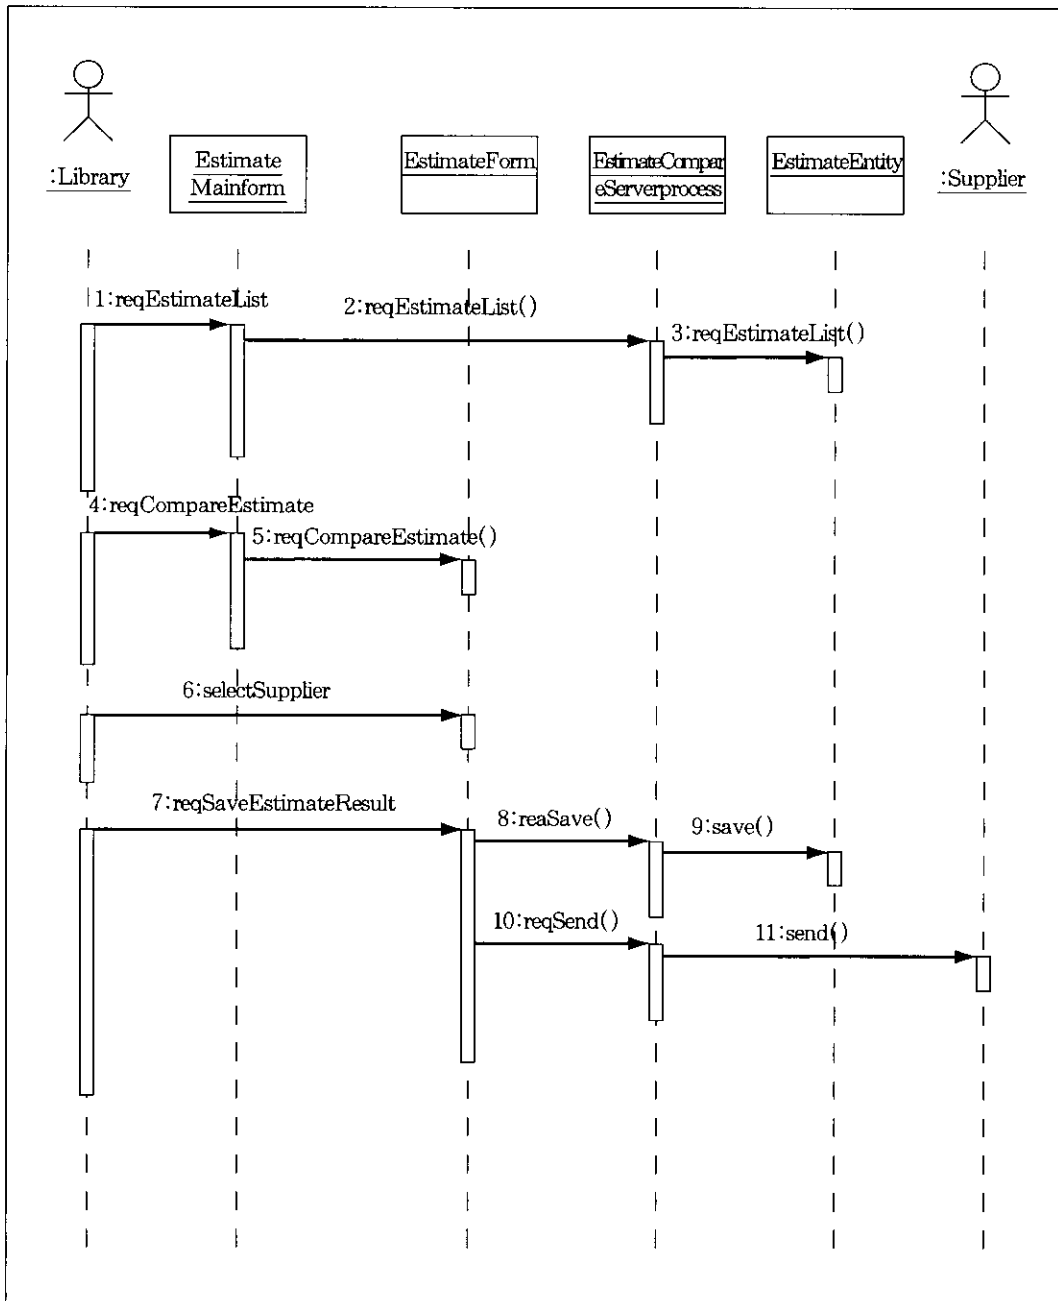 :Library
Estimate
Mainform
EstimateForm
EstimateCompar
eServerprocess
EstimateEntity
:Supplier
1:reqEstimateList
2:reqEstimateList()
3:reqEstimateList()
4:reqCompareEstimate
5:reqCompareEstimate()
6:selectSupplier
7:reqSaveEstimateResult
8:reaSave()
9:save()
10:reqSend()
11:send()